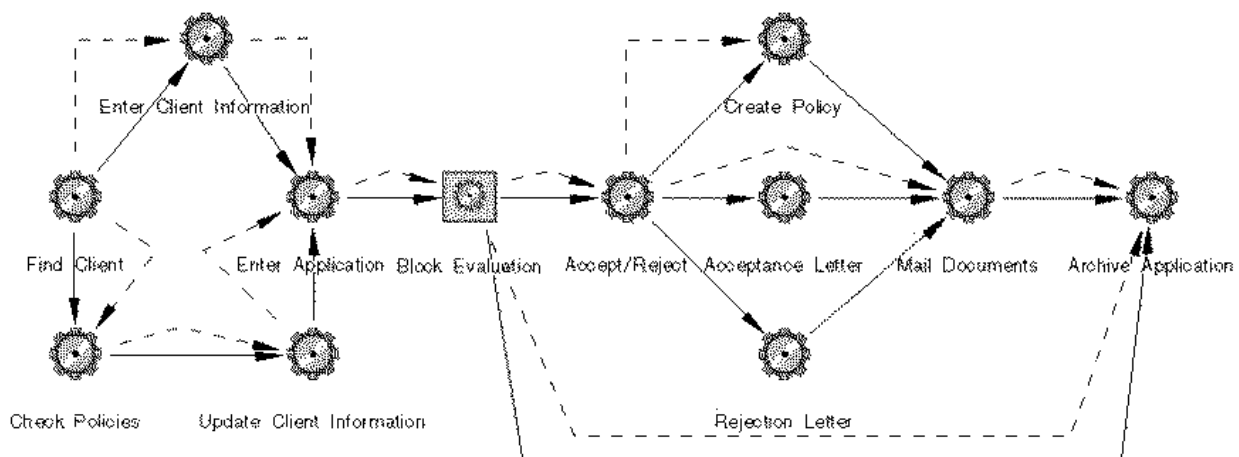 Enter Client Information
Create Policy
Find Client
Enter Application
Block Evaluation
Accept/Reject
Acceptance Letter
Mail Documents
Archive Application
Check Policies
Update Client Information
Rejection Letter